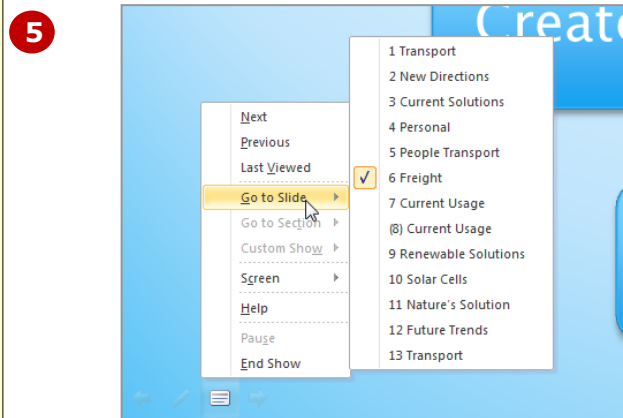 5
Create
Next
Previous
Last Viewed
Go to Slide
Go to Section
Custom Show
Screen
Help
Pause
End Show
1 Transport
2 New Directions
3 Current Solutions
4 Personal
5 People Transport
6 Freight
7 Current Usage
(8) Current Usage
9 Renewable Solutions
10 Solar Cells
11 Nature's Solution
12 Future Trends
13 Transport